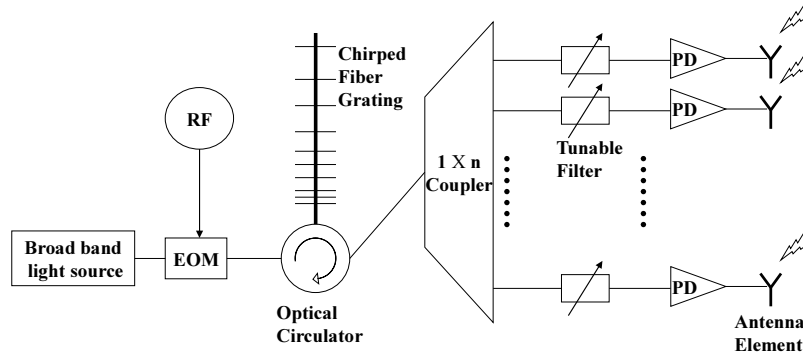 Chirped
Fiber
Grating
RF
PD
PD
Tunable
Filter
1 X n
Coupler
Broad band
light source
EOM
Optical
Circulator
PD
Antenna
Element